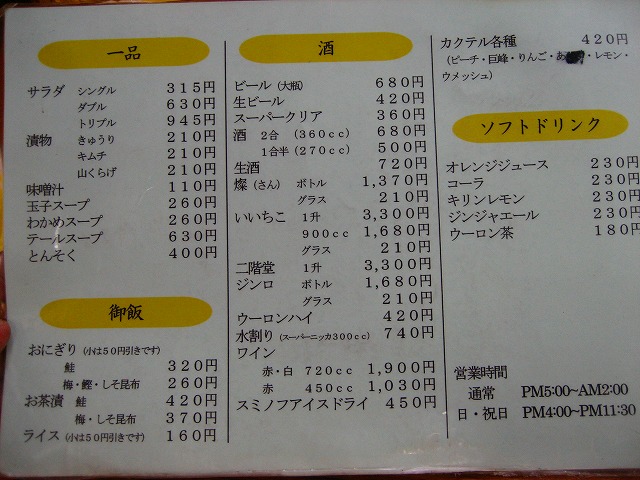 一品
サラダ シングル 315円
ダブル 630円
トリプル 945円
漬物 きゅうり 210円
キムチ 210円
山くらげ 210円
味噌汁 110円
玉子スープ 260円
わかめスープ 260円
テールスープ 630円
とんそく 400円
御飯
おにぎり (小は50円引きです)
鮭 320円
梅・鰹・しそ昆布 260円
お茶漬 鮭 420円
梅・しそ昆布 370円
ライス (小は50円引きです) 160円
酒
ビール (大瓶) 680円
生ビール 420円
スーパークリア 360円
酒 2合 (360cc) 680円
1合半 (270cc) 500円
生酒 720円
燦 (さん) ボトル 1,370円
グラス 210円
いいちこ 1升 3,300円
900cc 1,680円
グラス 210円
二階堂 1升 3,300円
ジンロ ボトル 1,680円
グラス 210円
ウーロンハイ 420円
水割り (スーパーニッカ300cc) 740円
ワイン
赤・白 720cc 1,900円
赤 450cc 1,030円
スミノフアイスドライ 450円
カクテル各種 420円
(ピーチ・巨峰・りんご・あ・レモン・
ウメッシュ)
ソフトドリンク
オレンジジュース 230円
コーラ 230円
キリンレモン 230円
ジンジャエール 230円
ウーロン茶 180円
営業時間
通常 PM5:00~AM2:00
日・祝日 PM4:00~PM11:30